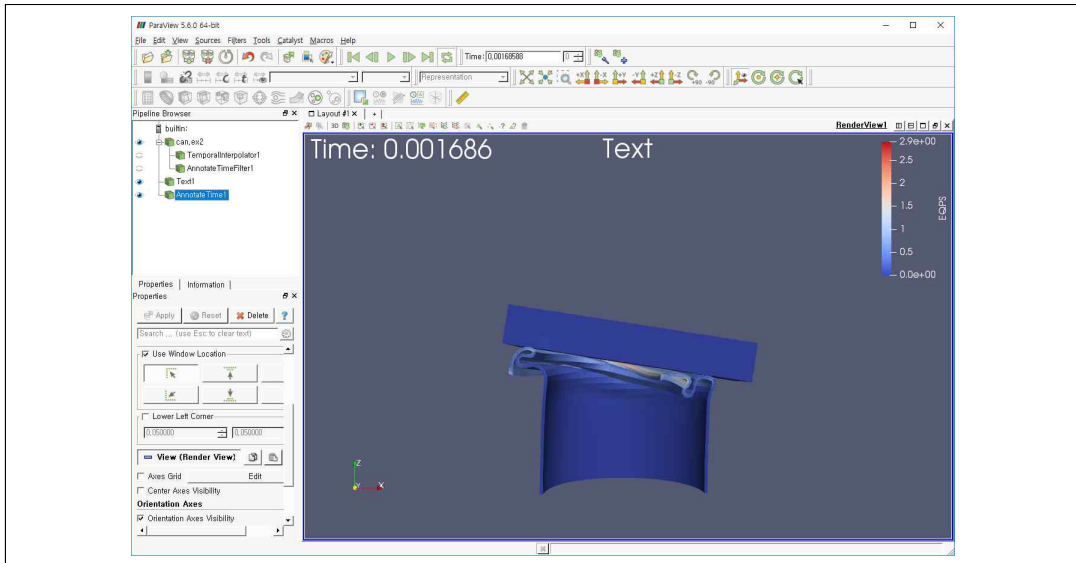 ParaView 5.6.0 64-bit
File Edit View Sources Filters Tools Catalyst Macros Help
Time: 0,00168588 0
Representation
Pipeline Browser
Layout #1 × +
builtin:
3D
RenderView1
can,ex2
TemporalInterpolator1
AnnotateTimeFilter1
Text1
AnnotateTime1
Time: 0.001686 Text
2.9e+00
2.5
2
1.5
1
0.5
0.0e+00
EQPS
Properties Information
Properties
Apply Reset Delete ?
Search ... (use Esc to clear text)
Use Window Location
Lower Left Corner
0,050000 0,050000
View (Render View)
Axes Grid Edit
Center Axes Visibility
Orientation Axes
Orientation Axes Visibility
Z
Y X